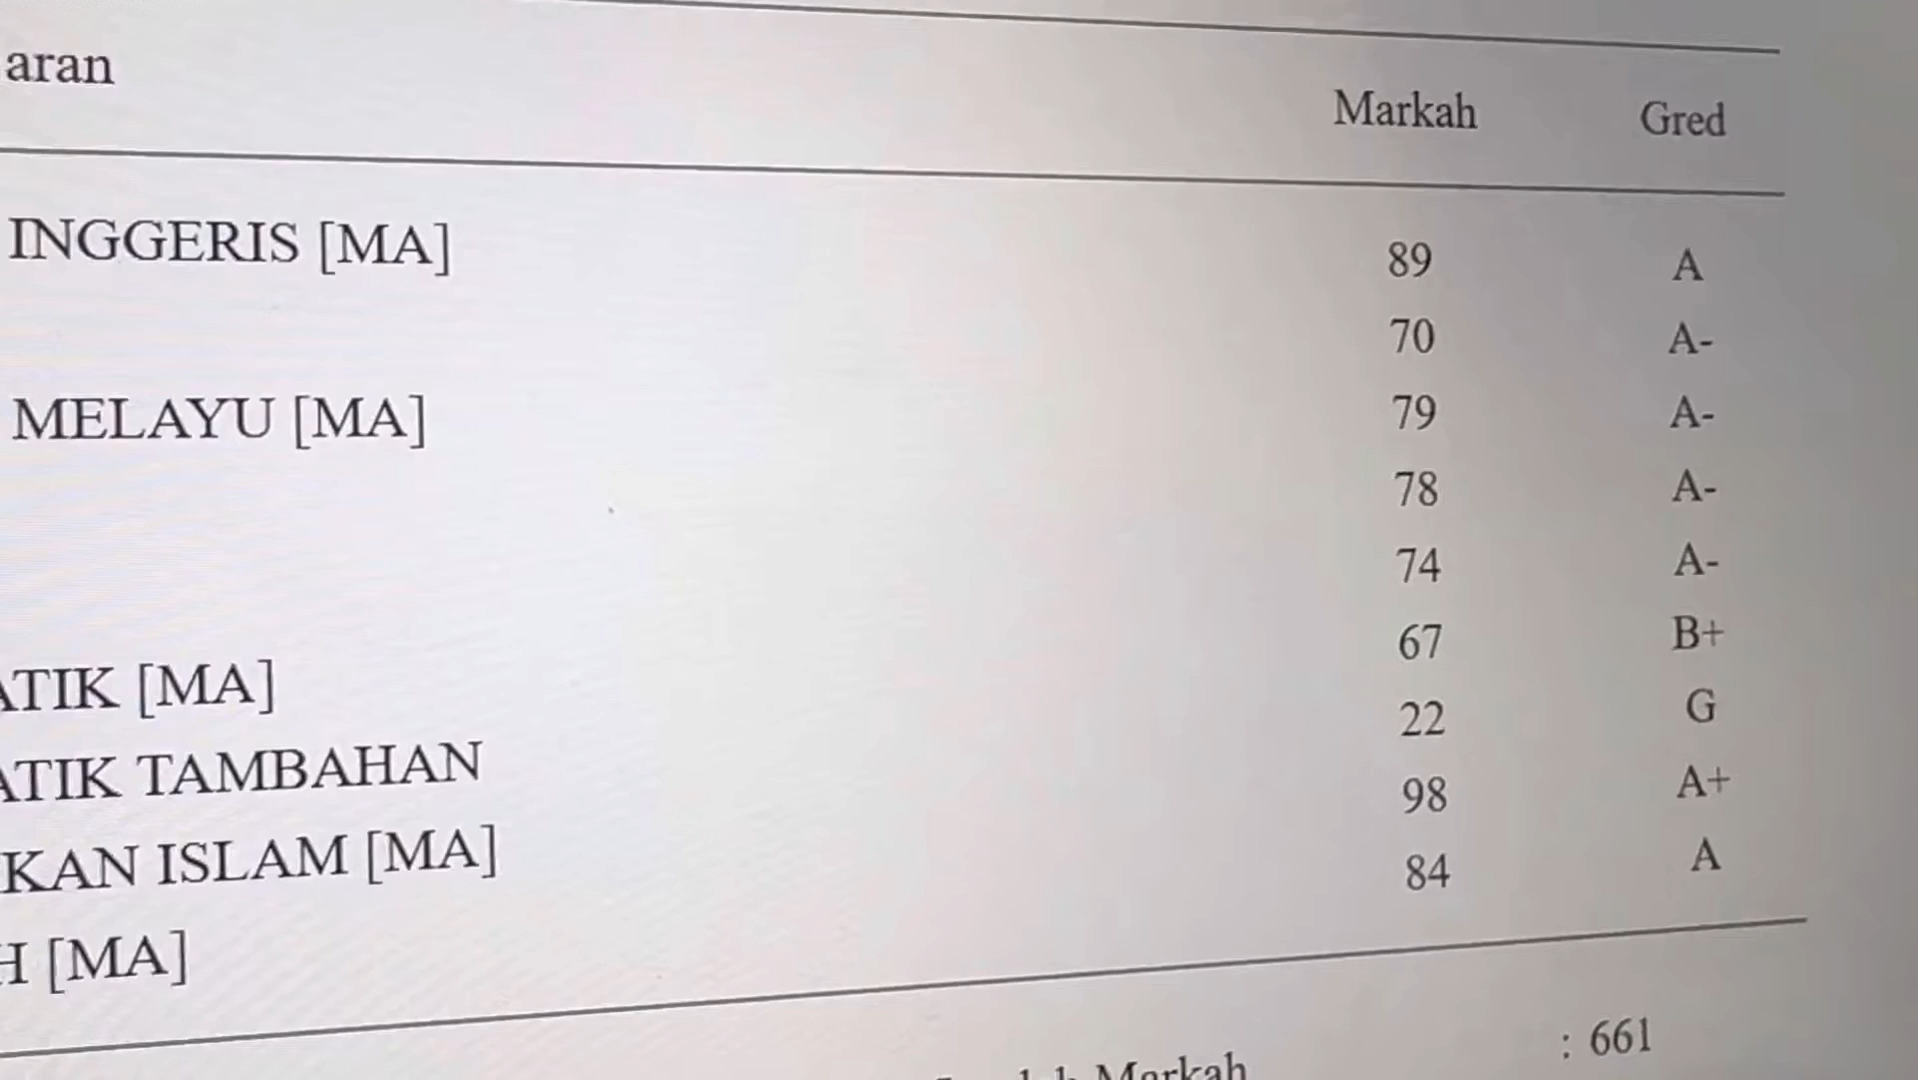 aran Markah Gred
INGGERIS [MA] 89 A
70 A-
MELAYU [MA] 79 A-
78 A-
74 A-
ATIK [MA] 67 B+
ATIK TAMBAHAN 22 G
KAN ISLAM [MA] 98 A+
H [MA] 84 A
Markah : 661